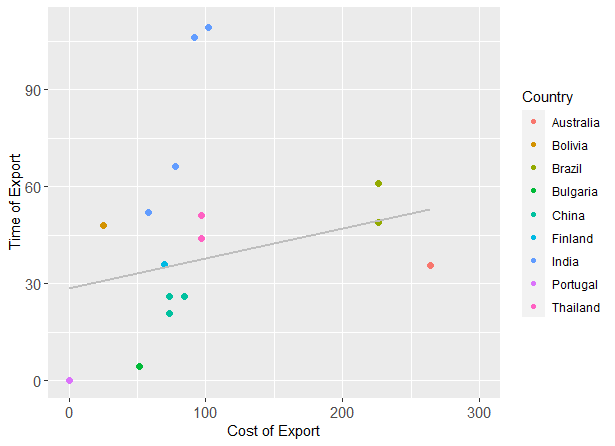 Time of Export
90
60
30
0
0
100
200
300
Cost of Export
Country
Australia
Bolivia
Brazil
Bulgaria
China
Finland
India
Portugal
Thailand